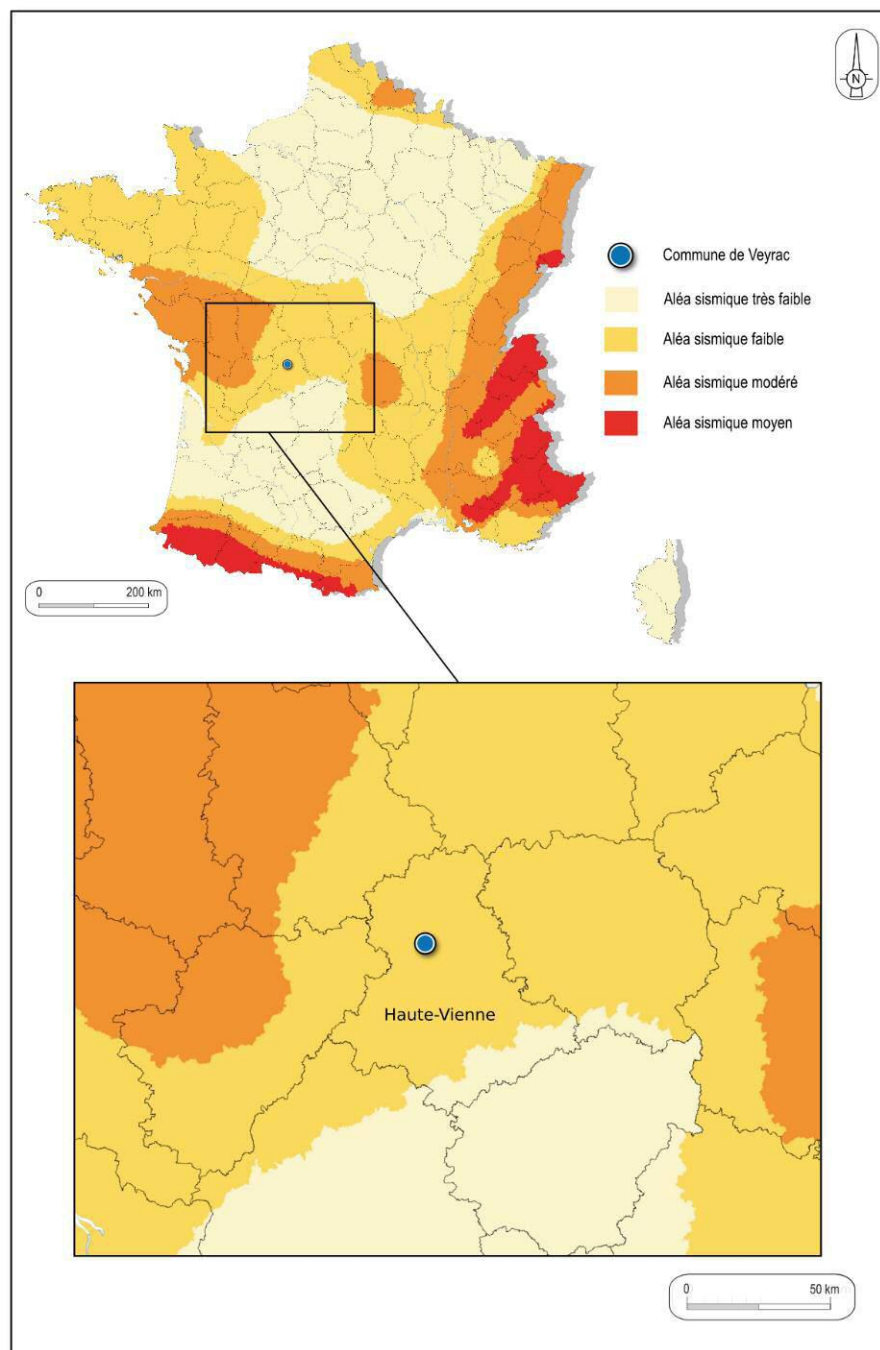 N
Commune de Veyrac
Aléa sismique très faible
Aléa sismique faible
Aléa sismique modéré
Aléa sismique moyen
0 200 km
Haute-Vienne
0 50 km